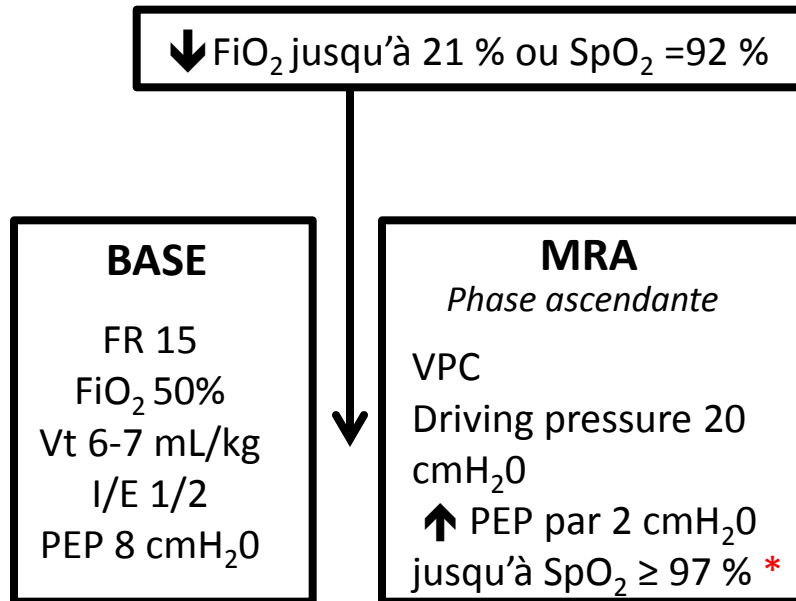 🡻 FiO₂ jusqu'à 21 % ou SpO₂ =92 %
BASE
FR 15
FiO₂ 50%
Vt 6-7 mL/kg
I/E 1/2
PEP 8 cmH₂0
MRA
Phase ascendante
VPC
Driving pressure 20
cmH₂0
🡹 PEP par 2 cmH₂0
jusqu'à SpO₂ ≥ 97 % *